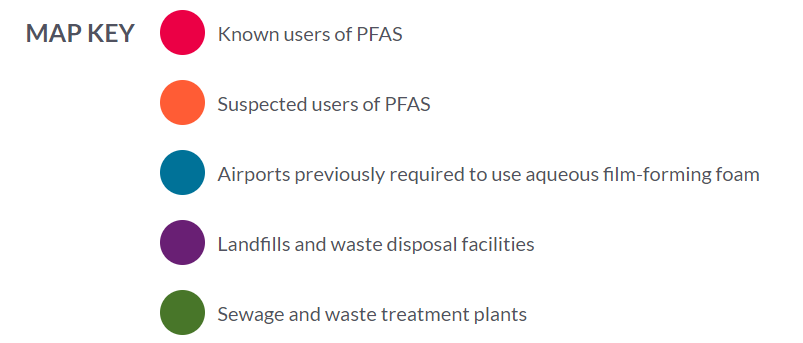 MAP KEY
Known users of PFAS
Suspected users of PFAS
Airports previously required to use aqueous film-forming foam
Landfills and waste disposal facilities
Sewage and waste treatment plants